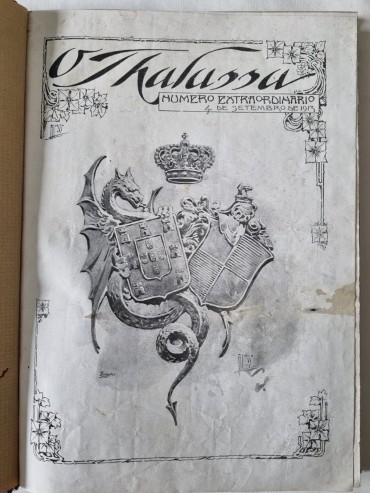 O Thalassa
NUMERO EXTRAORDINARIO
4 DE SETEMBRO DE 1913